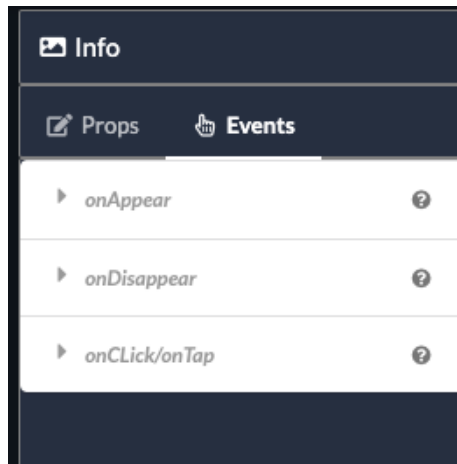 Info
Props Events
onAppear
onDisappear
onCLick/onTap